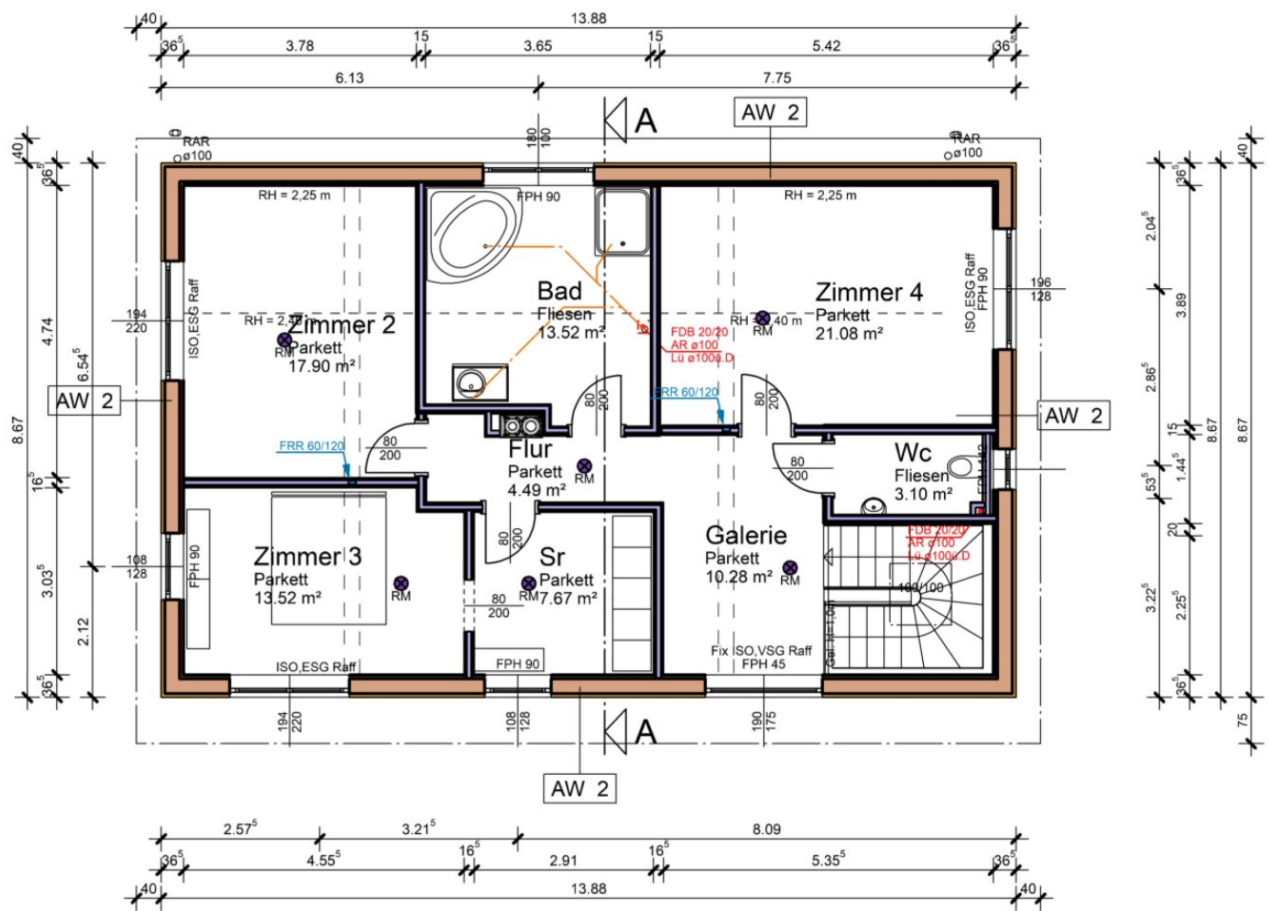 40
13.88
36⁵
3.78
15
3.65
15
5.42
36⁵
6.13
7.75
AW 2
A
180
100
RAR
ø100
RAR
ø100
40
36⁵
4.74
8.67
16⁵
3.03⁵
36⁵
6.54⁵
2.12
RH = 2,25 m
FPH 90
RH = 2,25 m
ISO,ESG Raff
194
220
Zimmer 2
Parkett
17.90 m²
RM
Bad
Fliesen
13.52 m²
FDB 20/20
AR ø100
Lü ø100ü.D
Zimmer 4
Parkett
21.08 m²
RM
ISO,ESG Raff
FPH 90
196
128
AW 2
FRR 60/120
80
200
80
200
80
200
AW 2
FRR 60/120
80
200
Flur
Parkett
4.49 m²
RM
80
200
Wc
Fliesen
3.10 m²
FDB 20/20
AR ø100
Lü ø100ü.D
108
128
FPH 90
Zimmer 3
Parkett
13.52 m²
RM
80
200
Sr
Parkett
7.67 m²
RM
Galerie
Parkett
10.28 m²
RM
100/100
Gel. H=1,0m
ISO,ESG Raff
FPH 90
Fix ISO,VSG Raff
FPH 45
194
220
108
128
190
175
A
AW 2
40
36⁵
2.04⁵
3.89
2.86⁵
15
1.44⁵
53⁵
20
3.22⁵
2.25⁵
36⁵
8.67
8.67
75
2.57⁵
3.21⁵
8.09
36⁵
4.55⁵
16⁵
2.91
16⁵
5.35⁵
36⁵
40
13.88
40